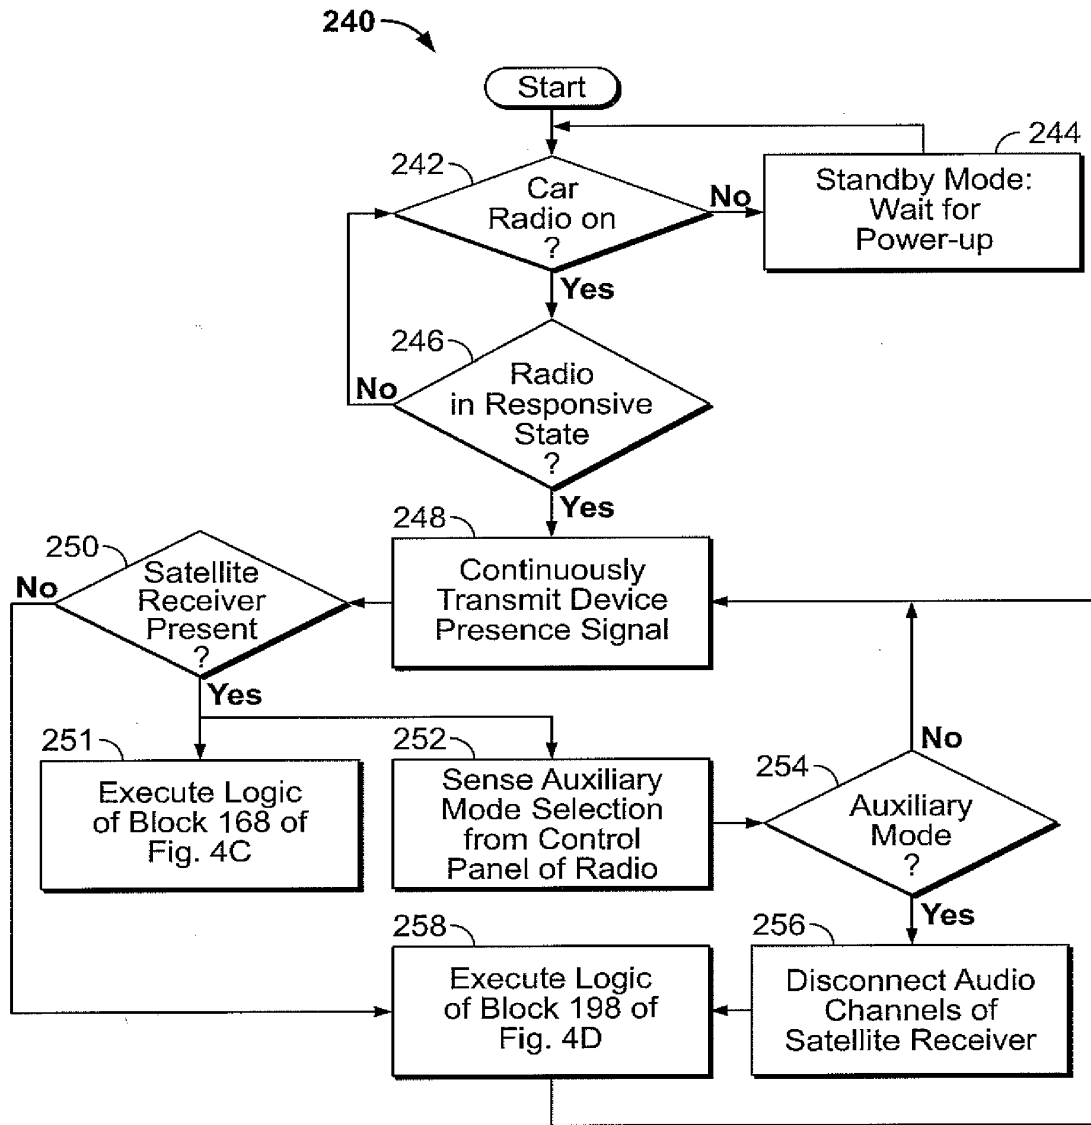 240
Start
242
Car
Radio on
?
No
244
Standby Mode:
Wait for
Power-up
Yes
246
Radio
in Responsive
State
?
No
Yes
248
Continuously
Transmit Device
Presence Signal
250
Satellite
Receiver
Present
?
No
Yes
251
Execute Logic
of Block 168 of
Fig. 4C
252
Sense Auxiliary
Mode Selection
from Control
Panel of Radio
254
Auxiliary
Mode
?
No
Yes
256
Disconnect Audio
Channels of
Satellite Receiver
258
Execute Logic
of Block 198 of
Fig. 4D